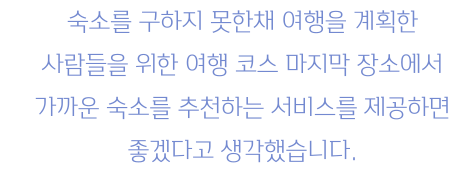 숙소를 구하지 못한채 여행을 계획한
사람들을 위한 여행 코스 마지막 장소에서
가까운 숙소를 추천하는 서비스를 제공하면
좋겠다고 생각했습니다.